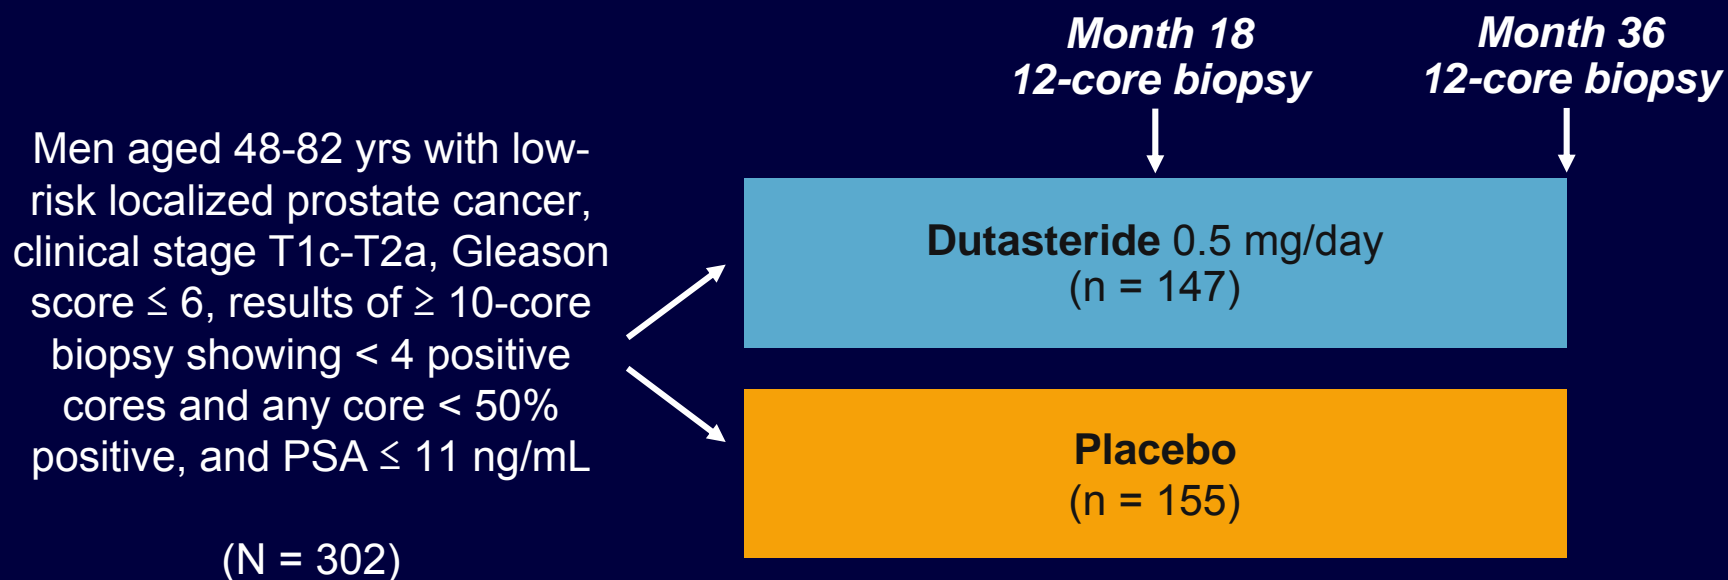 Month 18
12-core biopsy
Month 36
12-core biopsy
Men aged 48-82 yrs with low-
risk localized prostate cancer,
clinical stage T1c-T2a, Gleason
score ≤ 6, results of ≥ 10-core
biopsy showing < 4 positive
cores and any core < 50%
positive, and PSA ≤ 11 ng/mL
(N = 302)
Dutasteride 0.5 mg/day
(n = 147)
Placebo
(n = 155)